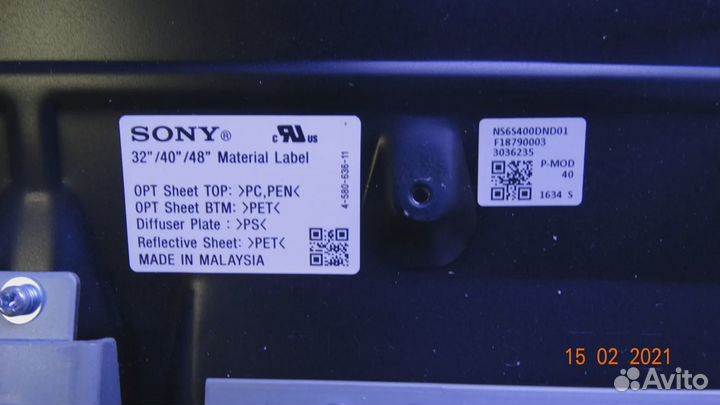 SONY®
c RU us
32"/40"/48" Material Label
OPT Sheet TOP: >PC,PEN<
OPT Sheet BTM: >PET<
Diffuser Plate : >PS<
Reflective Sheet: >PET<
MADE IN MALAYSIA
4-580-636-11
NS6S400DND01
F18790003
3036235
P-MOD
40
1634 S
15 02 2021
Avito